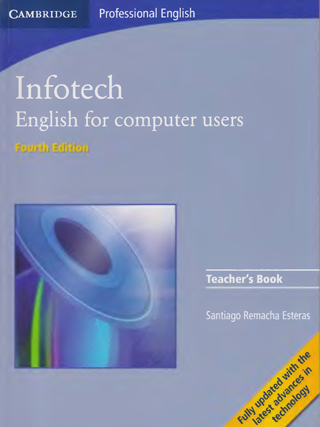 CAMBRIDGE Professional English
Infotech
English for computer users
Fourth Edition
Teacher's Book
Santiago Remacha Esteras
Fully updated with the
latest advances in
technology